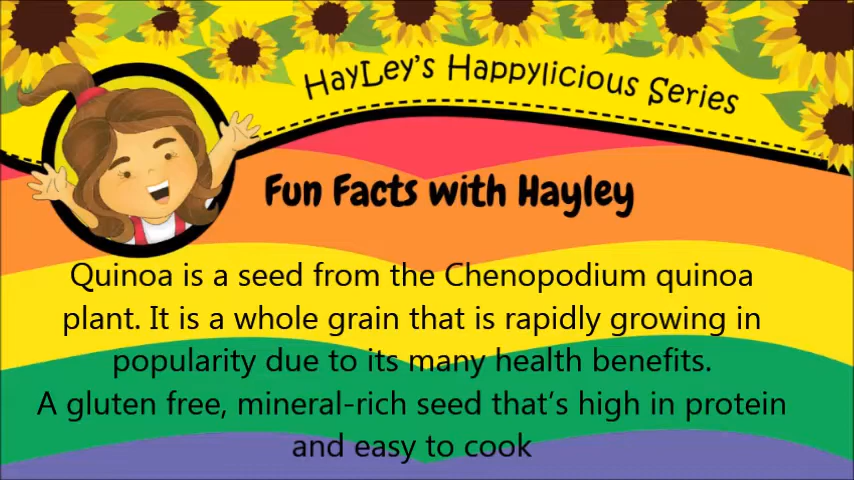 HayLey's Happylicious Series
Fun Facts with Hayley
Quinoa is a seed from the Chenopodium quinoa
plant. It is a whole grain that is rapidly growing in
popularity due to its many health benefits.
A gluten free, mineral-rich seed that's high in protein
and easy to cook